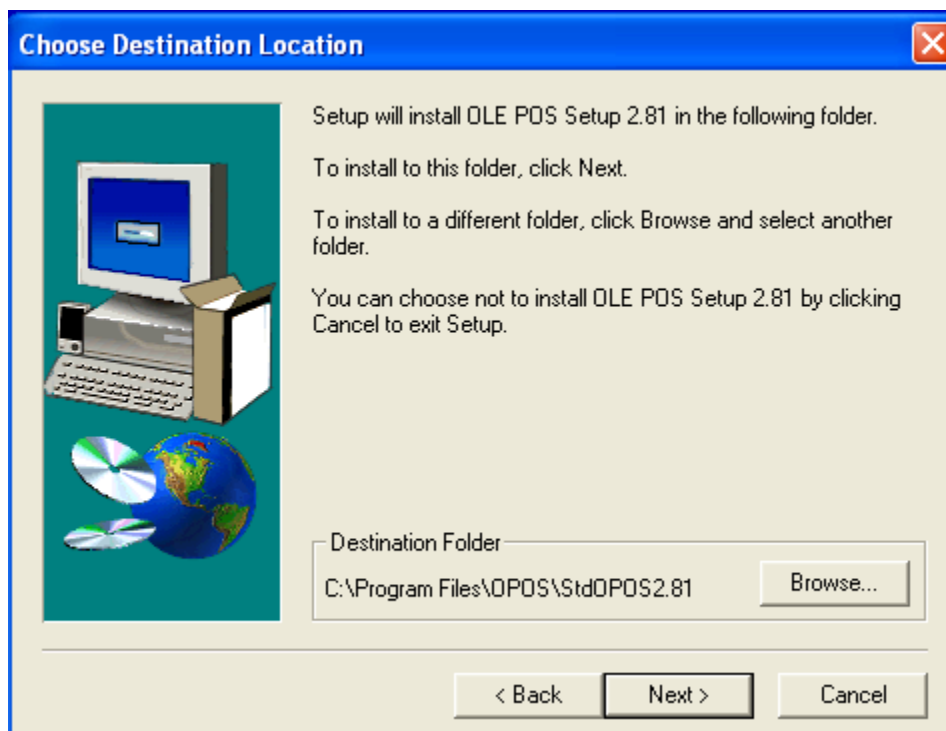 Choose Destination Location
Setup will install OLE POS Setup 2.81 in the following folder.
To install to this folder, click Next.
To install to a different folder, click Browse and select another
folder.
You can choose not to install OLE POS Setup 2.81 by clicking
Cancel to exit Setup.
Destination Folder
C:\Program Files\OPOS\StdOPOS2.81
Browse...
< Back
Next >
Cancel